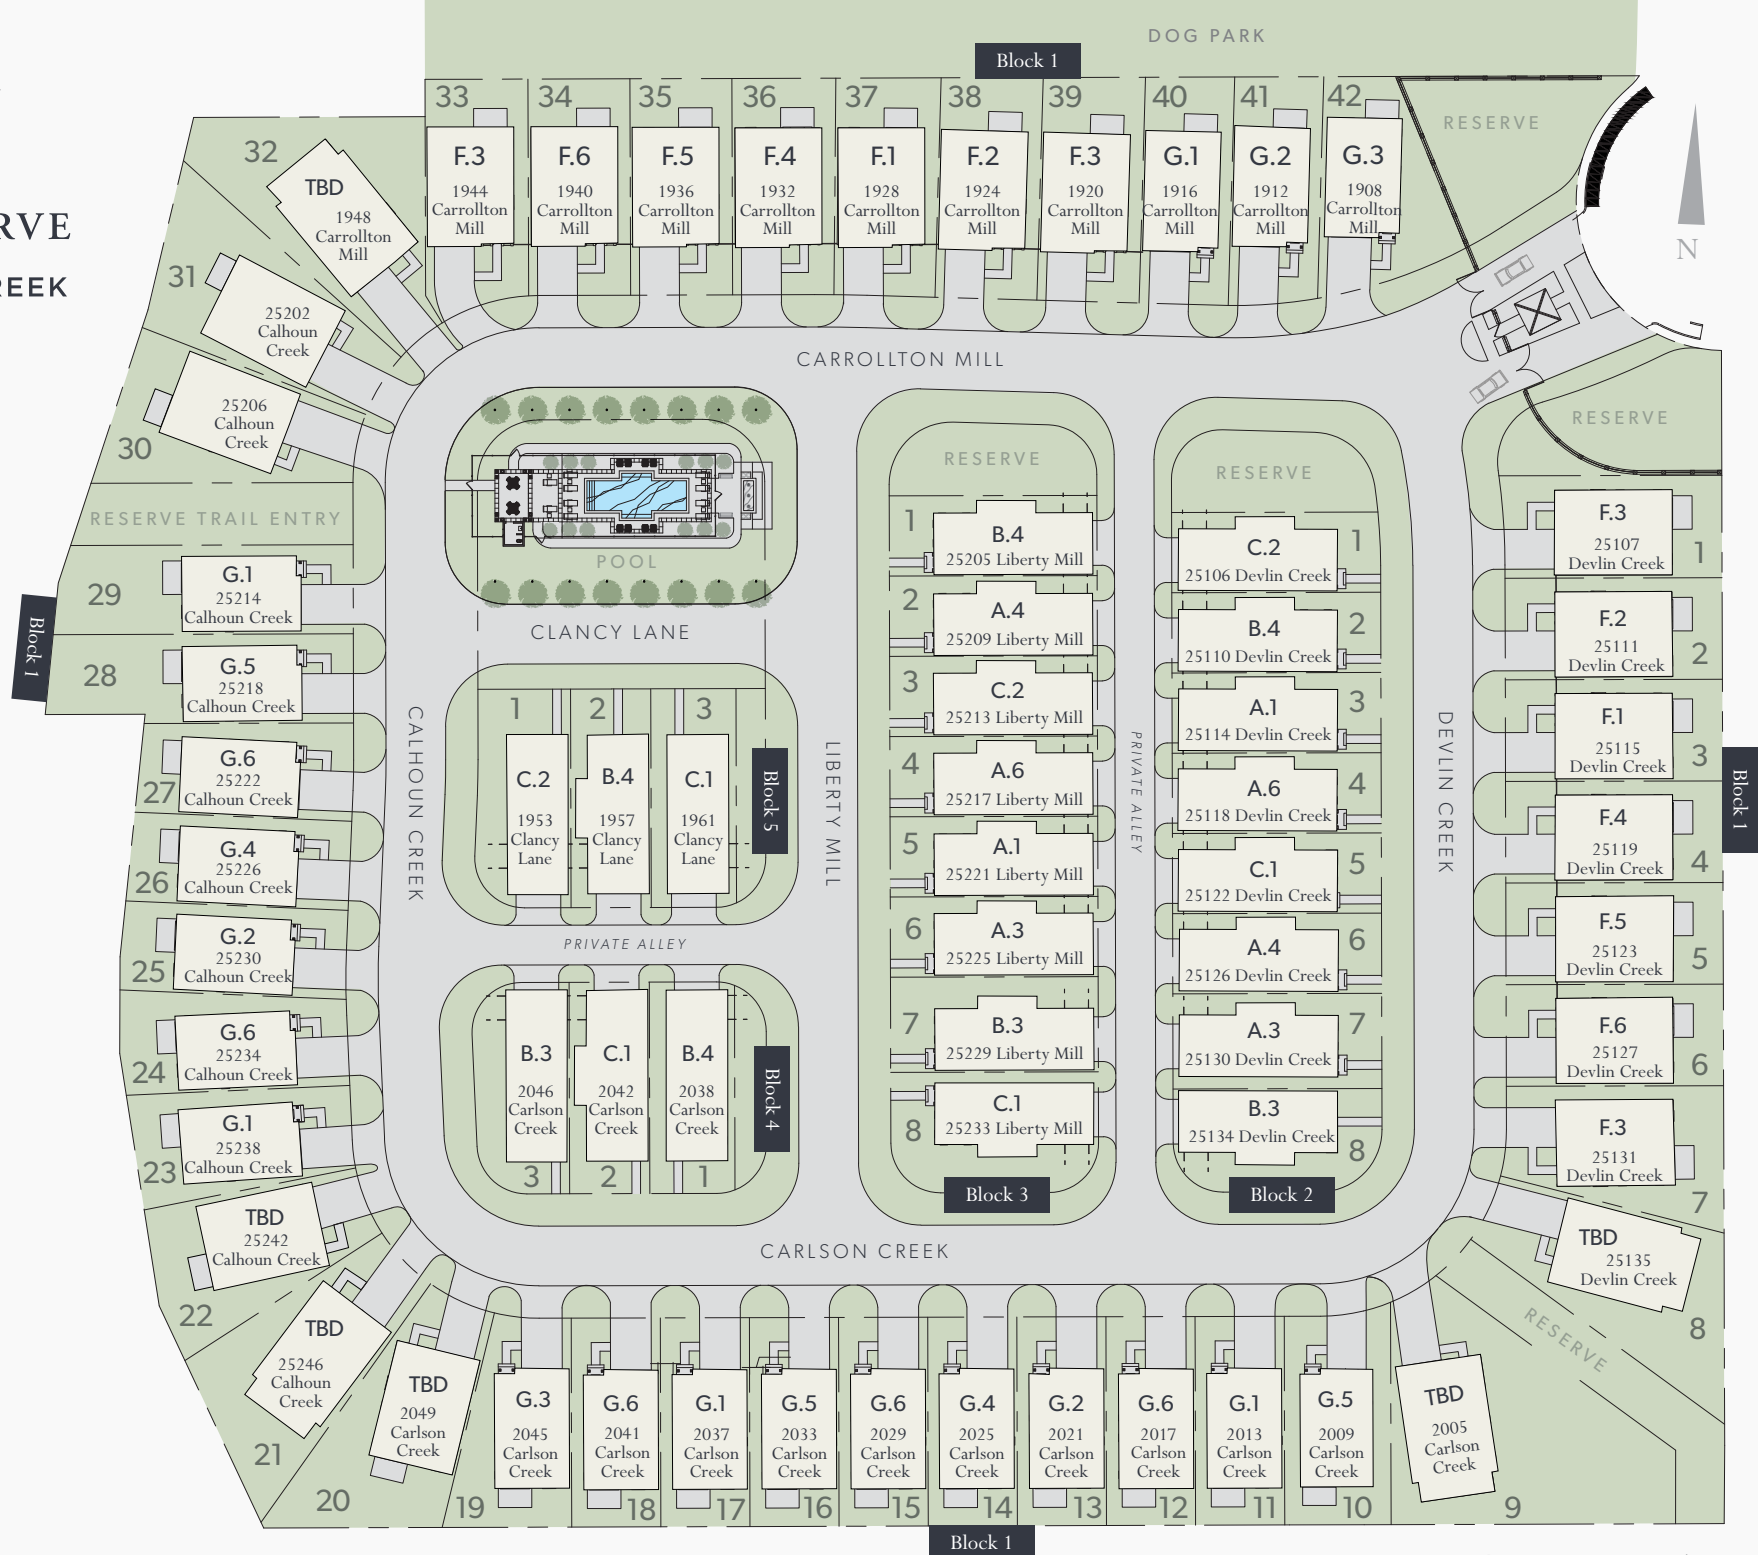 DOG PARK
Block 1
33
34
35
36
37
38
39
40
41
42
RESERVE
32
F.3
1944
Carrollton
Mill
F.6
1940
Carrollton
Mill
F.5
1936
Carrollton
Mill
F.4
1932
Carrollton
Mill
F.1
1928
Carrollton
Mill
F.2
1924
Carrollton
Mill
F.3
1920
Carrollton
Mill
G.1
1916
Carrollton
Mill
G.2
1912
Carrollton
Mill
G.3
1908
Carrollton
Mill
TBD
1948
Carrollton
Mill
RVE
REEK
N
31
25202
Calhoun
Creek
30
25206
Calhoun
Creek
CARROLLTON MILL
RESERVE
RESERVE
RESERVE
RESERVE TRAIL ENTRY
POOL
CLANCY LANE
29
G.1
25214
Calhoun Creek
Block 1
28
G.5
25218
Calhoun Creek
27
G.6
25222
Calhoun Creek
26
G.4
25226
Calhoun Creek
25
G.2
25230
Calhoun Creek
24
G.6
25234
Calhoun Creek
23
G.1
25238
Calhoun Creek
22
TBD
25242
Calhoun Creek
21
TBD
25246
Calhoun
Creek
CALHOUN CREEK
1
2
3
C.2
1953
Clancy
Lane
B.4
1957
Clancy
Lane
C.1
1961
Clancy
Lane
Block 5
PRIVATE ALLEY
B.3
2046
Carlson
Creek
C.1
2042
Carlson
Creek
B.4
2038
Carlson
Creek
3
2
1
Block 4
LIBERTY MILL
1
B.4
25205 Liberty Mill
2
A.4
25209 Liberty Mill
3
C.2
25213 Liberty Mill
4
A.6
25217 Liberty Mill
5
A.1
25221 Liberty Mill
6
A.3
25225 Liberty Mill
7
B.3
25229 Liberty Mill
8
C.1
25233 Liberty Mill
Block 3
PRIVATE ALLEY
1
C.2
25106 Devlin Creek
2
B.4
25110 Devlin Creek
3
A.1
25114 Devlin Creek
4
A.6
25118 Devlin Creek
5
C.1
25122 Devlin Creek
6
A.4
25126 Devlin Creek
7
A.3
25130 Devlin Creek
B.3
25134 Devlin Creek
8
Block 2
DEVLIN CREEK
F.3
25107
Devlin Creek
1
F.2
25111
Devlin Creek
2
F.1
25115
Devlin Creek
3
Block 1
F.4
25119
Devlin Creek
4
F.5
25123
Devlin Creek
5
F.6
25127
Devlin Creek
6
F.3
25131
Devlin Creek
7
TBD
25135
Devlin Creek
8
RESERVE
CARLSON CREEK
TBD
2049
Carlson
Creek
20
G.3
2045
Carlson
Creek
19
G.6
2041
Carlson
Creek
18
G.1
2037
Carlson
Creek
17
G.5
2033
Carlson
Creek
16
G.6
2029
Carlson
Creek
15
G.4
2025
Carlson
Creek
14
G.2
2021
Carlson
Creek
13
G.6
2017
Carlson
Creek
12
G.1
2013
Carlson
Creek
11
G.5
2009
Carlson
Creek
10
TBD
2005
Carlson
Creek
9
Block 1